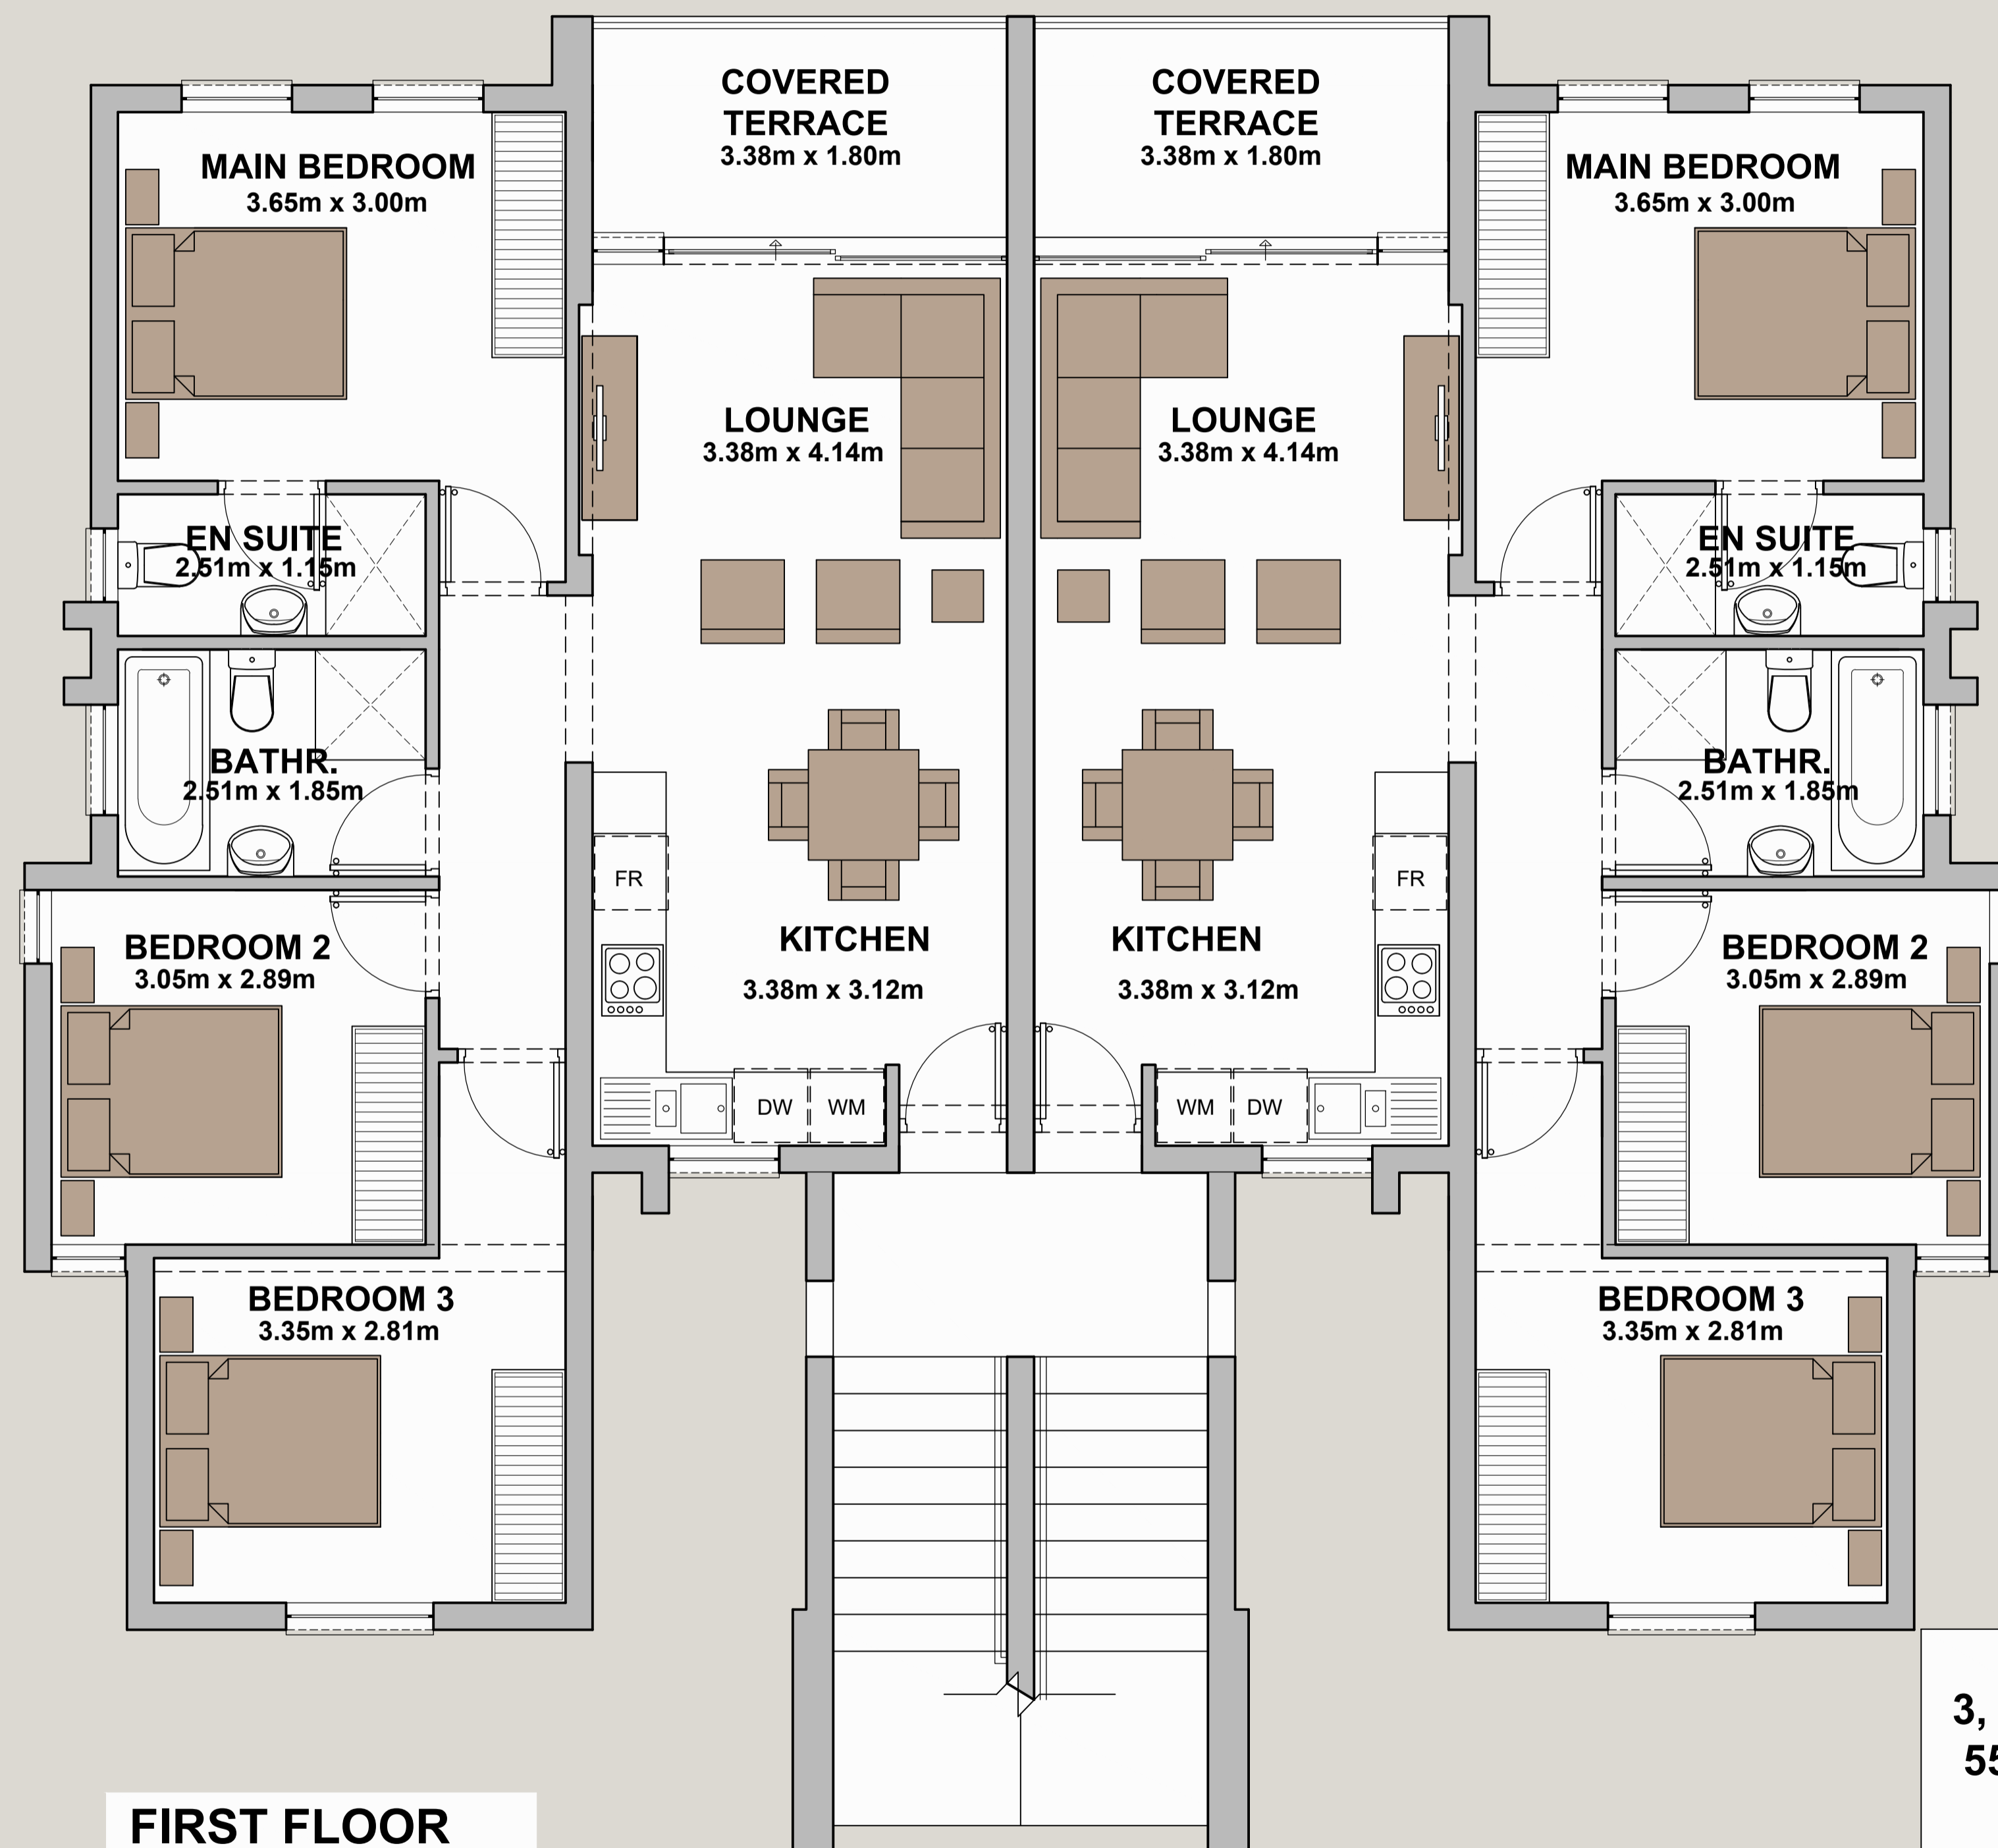 COVERED
TERRACE
3.38m x 1.80m
COVERED
TERRACE
3.38m x 1.80m
MAIN BEDROOM
3.65m x 3.00m
MAIN BEDROOM
3.65m x 3.00m
LOUNGE
3.38m x 4.14m
LOUNGE
3.38m x 4.14m
EN SUITE
2.51m x 1.15m
EN SUITE
2.51m x 1.15m
BATHR.
2.51m x 1.85m
BATHR.
2.51m x 1.85m
FR
FR
KITCHEN
3.38m x 3.12m
KITCHEN
3.38m x 3.12m
BEDROOM 2
3.05m x 2.89m
BEDROOM 2
3.05m x 2.89m
DW
WM
WM
DW
BEDROOM 3
3.35m x 2.81m
BEDROOM 3
3.35m x 2.81m
3,
55
FIRST FLOOR